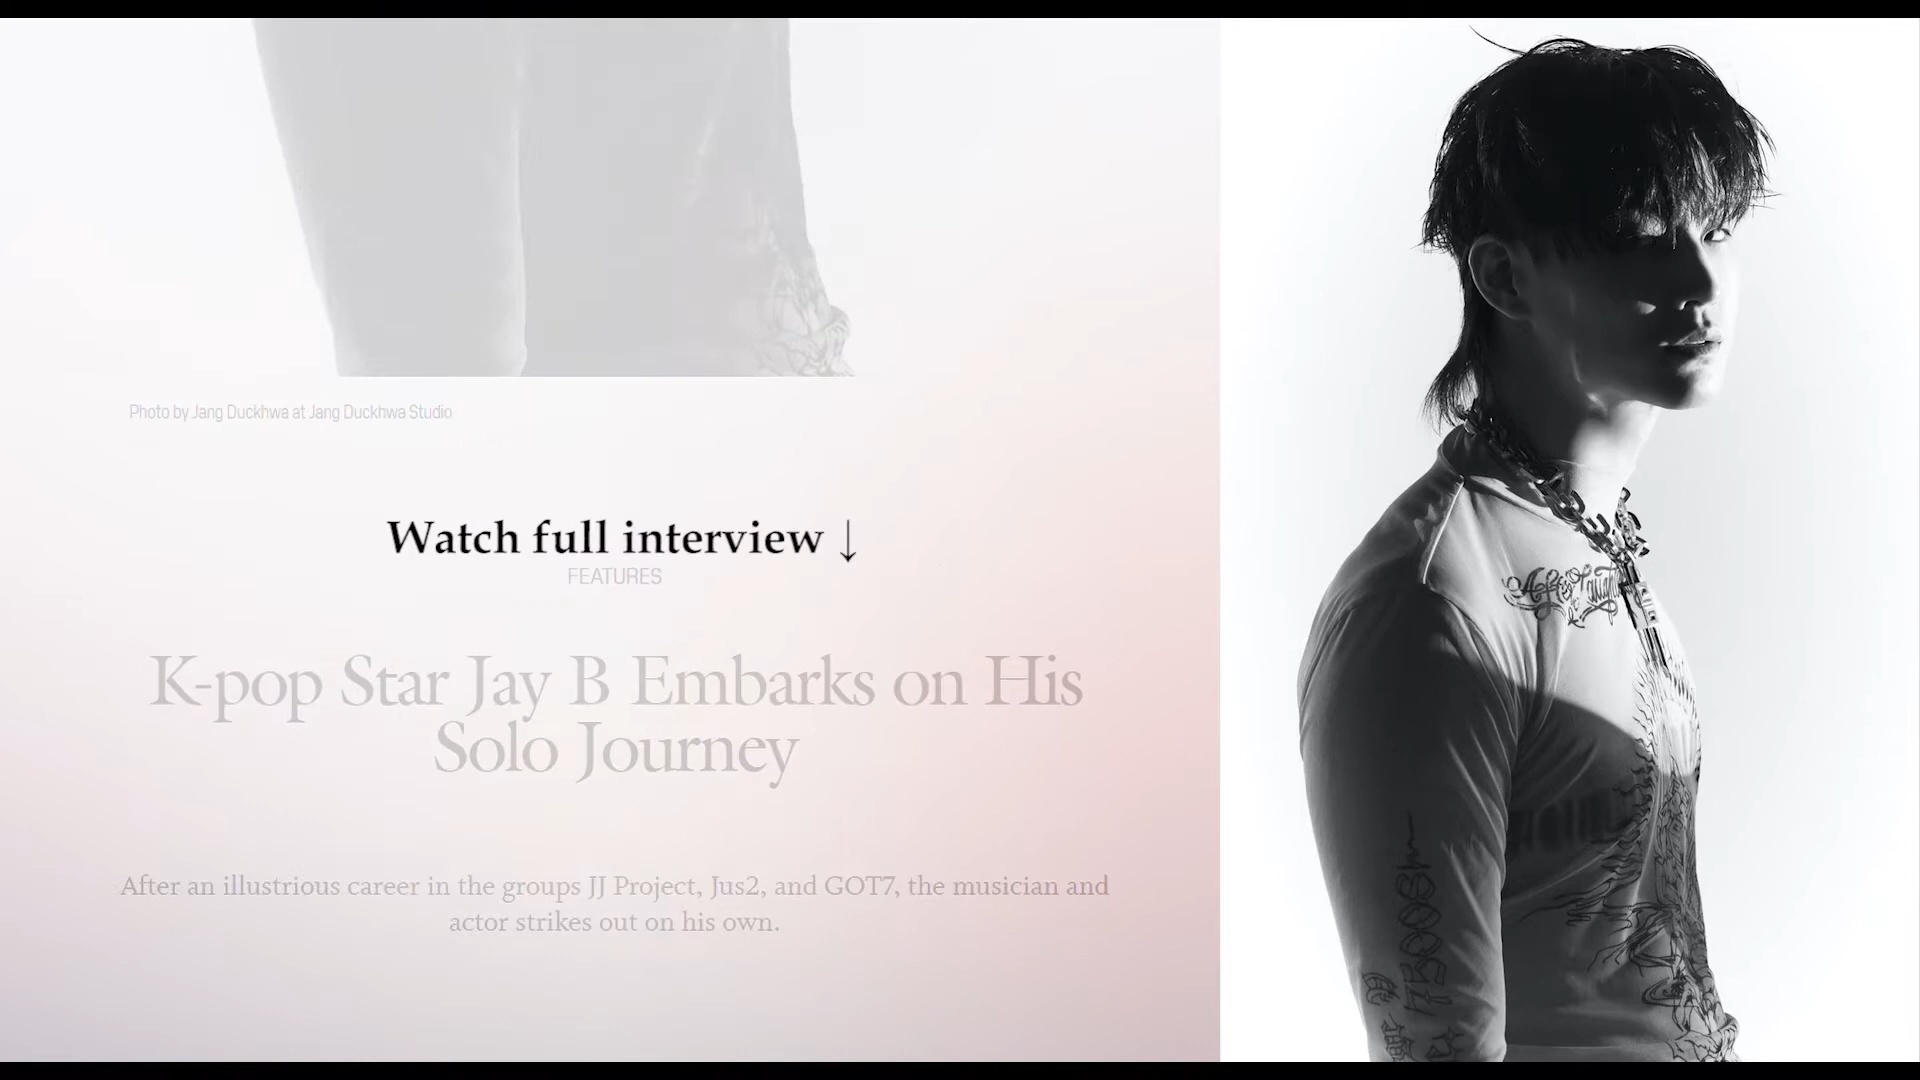 Photo by Jang Duckhwa at Jang Duckhwa Studio
Watch full interview ↓
FEATURES
K-pop Star Jay B Embarks on His
Solo Journey
After an illustrious career in the groups JJ Project, Jus2, and GOT7, the musician and
actor strikes out on his own.